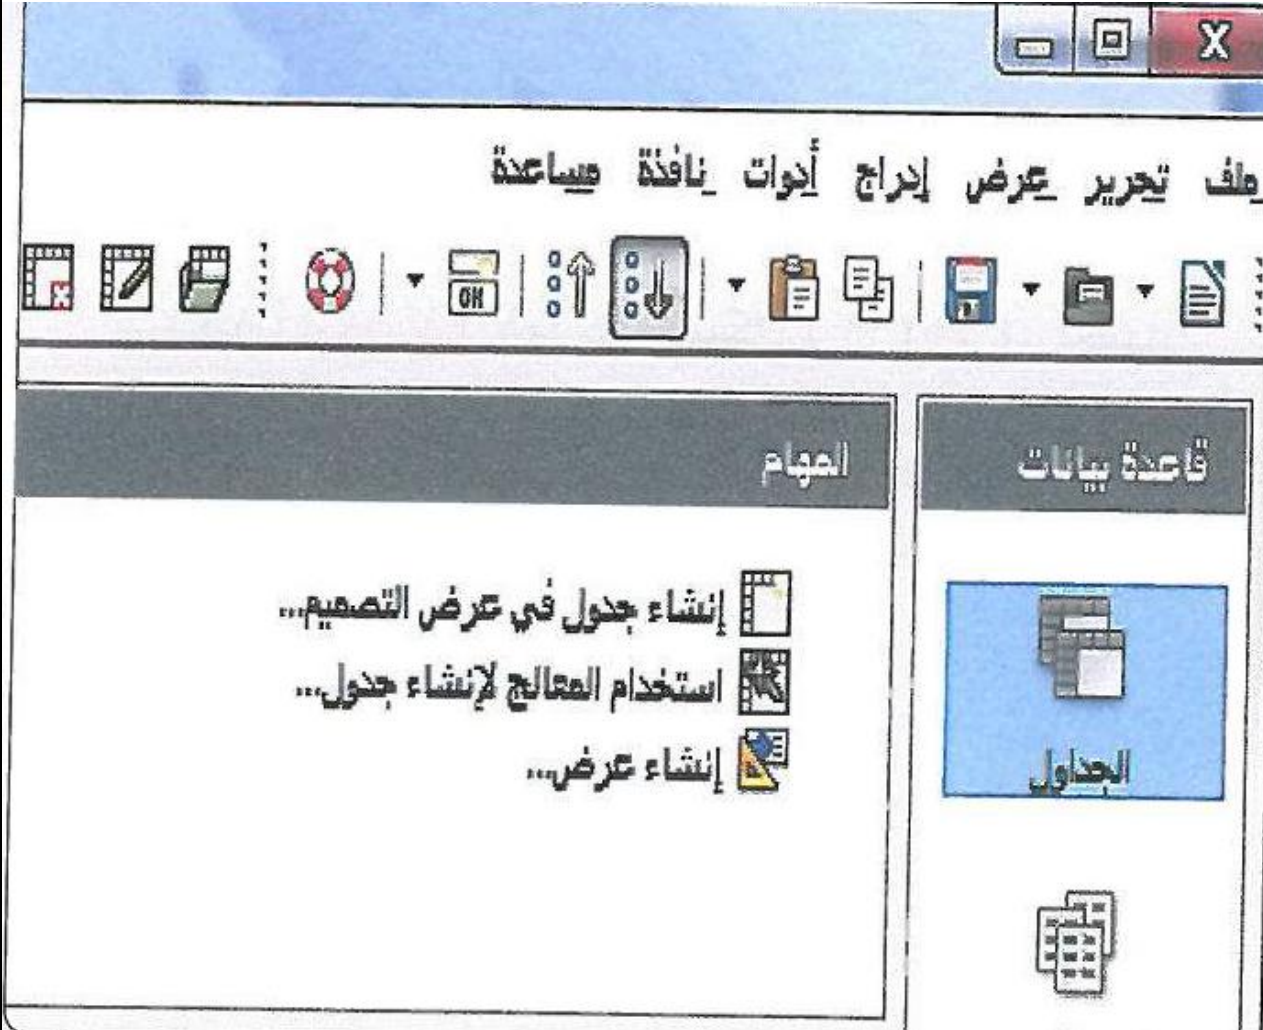 ملف تحرير عرض إدراج أدوات نافذة مساعدة
OK
قاعدة بيانات
المهام
إنشاء جدول في عرض التصميم...
استخدام المعالج لإنشاء جدول...
إنشاء عرض...
الجداول